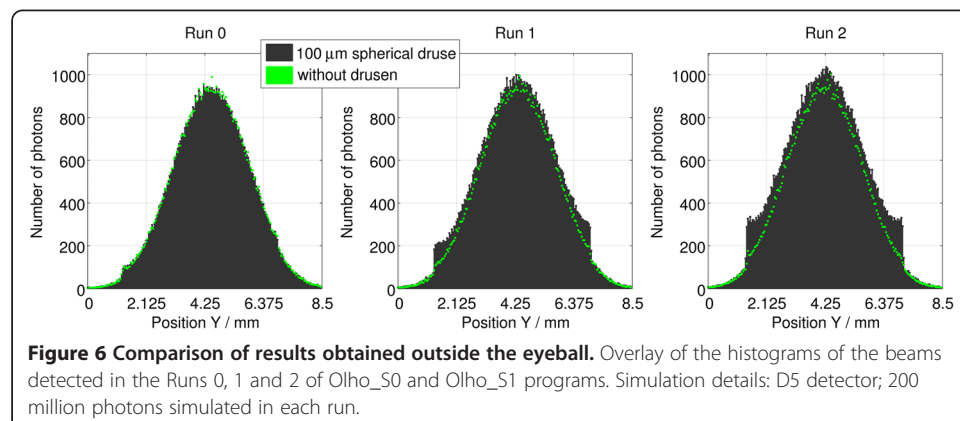 Run 0
Run 1
Run 2
100 µm spherical druse
without drusen
Number of photons
1000
800
600
400
200
0
0 2.125 4.25 6.375 8.5
Position Y / mm
Number of photons
1000
800
600
400
200
0
0 2.125 4.25 6.375 8.5
Position Y / mm
Number of photons
1000
800
600
400
200
0
0 2.125 4.25 6.375 8.5
Position Y / mm
Figure 6 Comparison of results obtained outside the eyeball. Overlay of the histograms of the beams
detected in the Runs 0, 1 and 2 of Olho_S0 and Olho_S1 programs. Simulation details: D5 detector; 200
million photons simulated in each run.